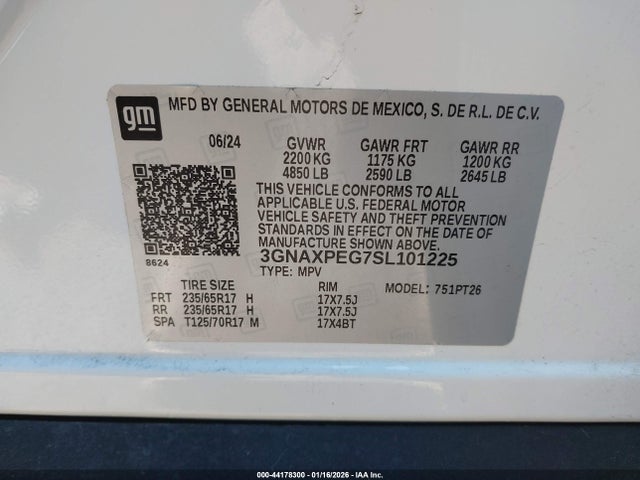 gm
MFD BY GENERAL MOTORS DE MEXICO, S. DE R.L. DE C.V.
06/24 GVWR GAWR FRT GAWR RR
2200 KG 1175 KG 1200 KG
4850 LB 2590 LB 2645 LB
THIS VEHICLE CONFORMS TO ALL
APPLICABLE U.S. FEDERAL MOTOR
VEHICLE SAFETY AND THEFT PREVENTION
STANDARDS IN EFFECT ON THE DATE OF
MANUFACTURE SHOWN ABOVE.
8624
3GNAXPEG7SL101225
TYPE: MPV
TIRE SIZE RIM MODEL: 751PT26
FRT 235/65R17 H 17X7.5J
RR 235/65R17 H 17X7.5J
SPA T125/70R17 M 17X4BT
000-44178300 - 01/16/2026 - IAA Inc.